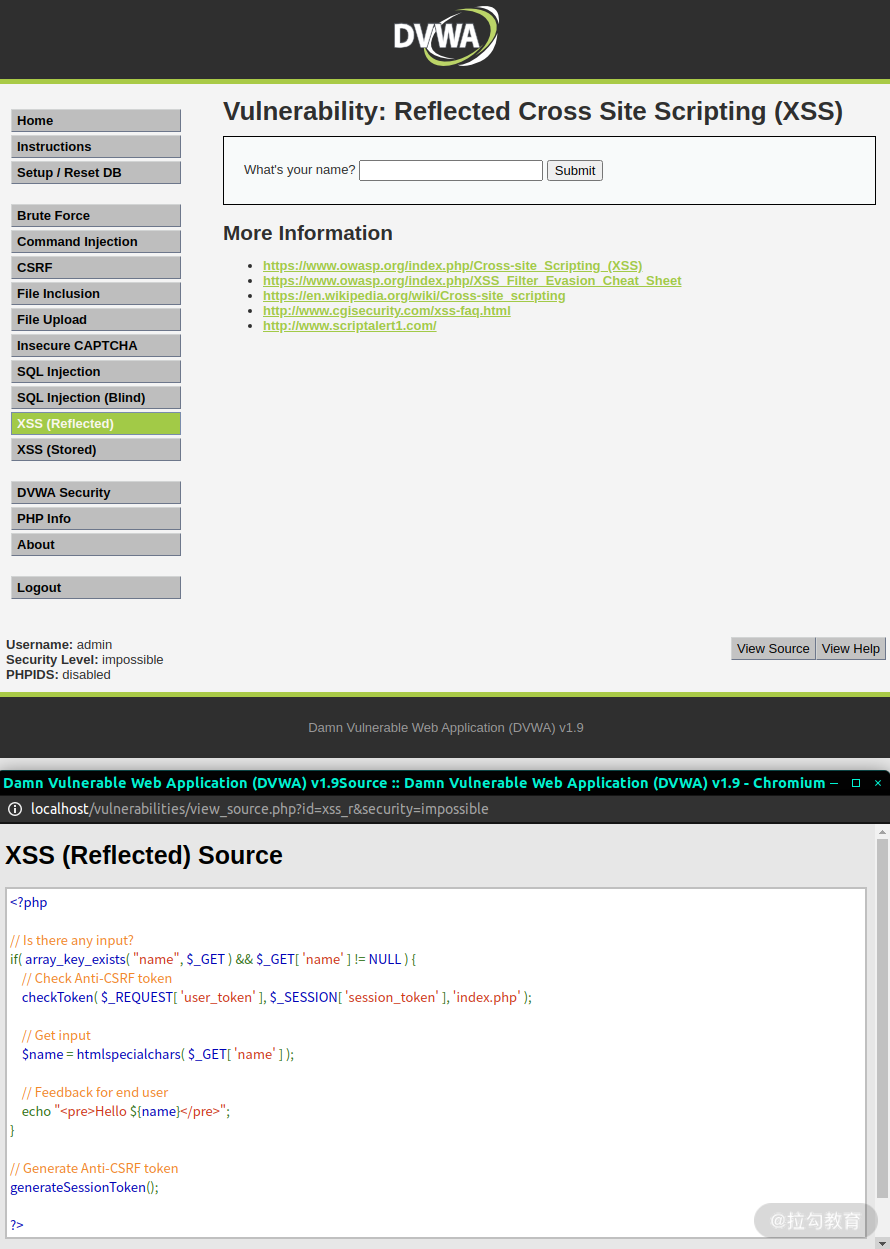 DVWA
Vulnerability: Reflected Cross Site Scripting (XSS)
Home
Instructions
Setup / Reset DB
Brute Force
Command Injection
CSRF
File Inclusion
File Upload
Insecure CAPTCHA
SQL Injection
SQL Injection (Blind)
XSS (Reflected)
XSS (Stored)
DVWA Security
PHP Info
About
Logout
What's your name? Submit
More Information
https://www.owasp.org/index.php/Cross-site_Scripting_(XSS)
https://www.owasp.org/index.php/XSS_Filter_Evasion_Cheat_Sheet
https://en.wikipedia.org/wiki/Cross-site_scripting
http://www.cgisecurity.com/xss-faq.html
http://www.scriptalert1.com/
Username: admin
Security Level: impossible
PHPIDS: disabled
View Source View Help
Damn Vulnerable Web Application (DVWA) v1.9
Damn Vulnerable Web Application (DVWA) v1.9Source :: Damn Vulnerable Web Application (DVWA) v1.9 - Chromium
localhost/vulnerabilities/view_source.php?id=xss_r&security=impossible
XSS (Reflected) Source
<?php
// Is there any input?
if( array_key_exists( "name", $_GET ) && $_GET[ 'name' ] != NULL ) {
// Check Anti-CSRF token
checkToken( $_REQUEST[ 'user_token' ], $_SESSION[ 'session_token' ], 'index.php' );
// Get input
$name = htmlspecialchars( $_GET[ 'name' ] );
// Feedback for end user
echo "<pre>Hello ${name}</pre>";
}
// Generate Anti-CSRF token
generateSessionToken();
?>
@拉勾教育